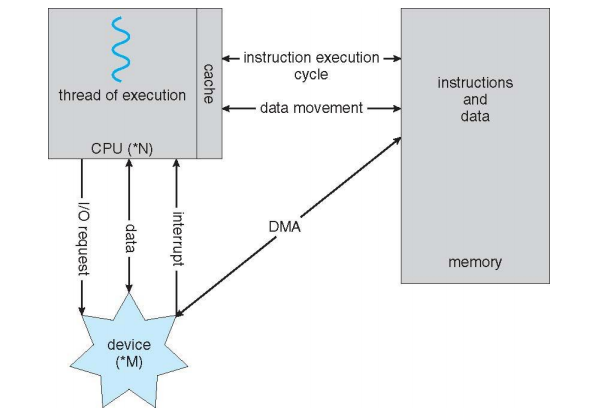 thread of execution
cache
CPU (*N)
instruction execution
cycle
data movement
instructions
and
data
I/O request
data
interrupt
DMA
memory
device
(*M)